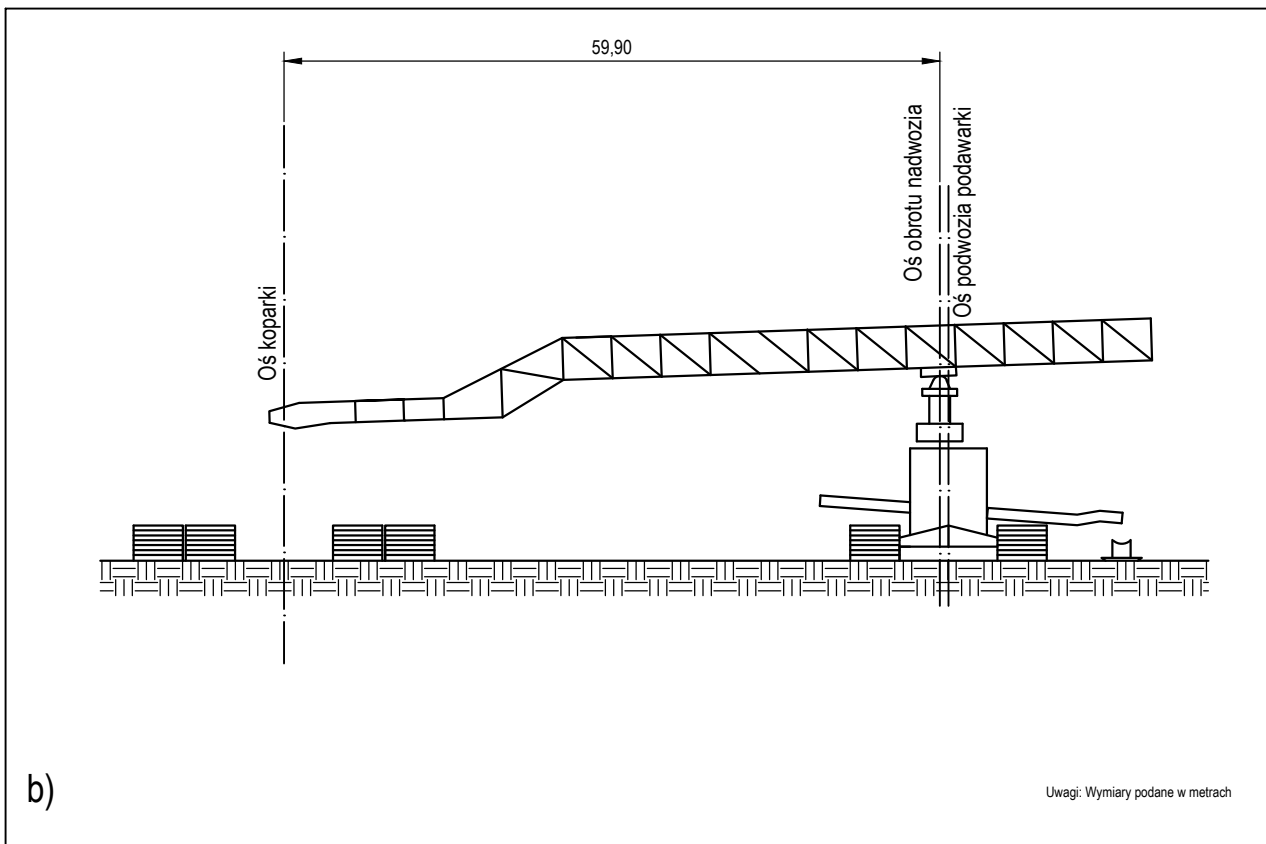 59,90
Oś koparki
Oś obrotu nadwozia
Oś podwozia podawarki
b)
Uwagi: Wymiary podane w metrach